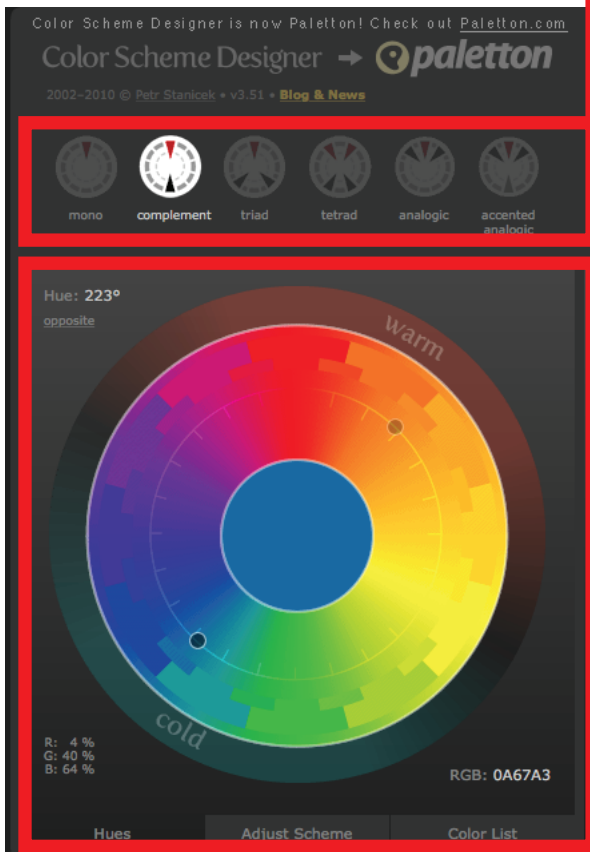 Color Scheme Designer is now Paletton! Check out Paletton.com
Color Scheme Designer → paletton
2002–2010 © Petr Stanicek • v3.51 • Blog & News
mono complement triad tetrad analogic accented analogic
Hue: 223°
opposite
warm
cold
R: 4 %
G: 40 %
B: 64 %
RGB: 0A67A3
Hues Adjust Scheme Color List